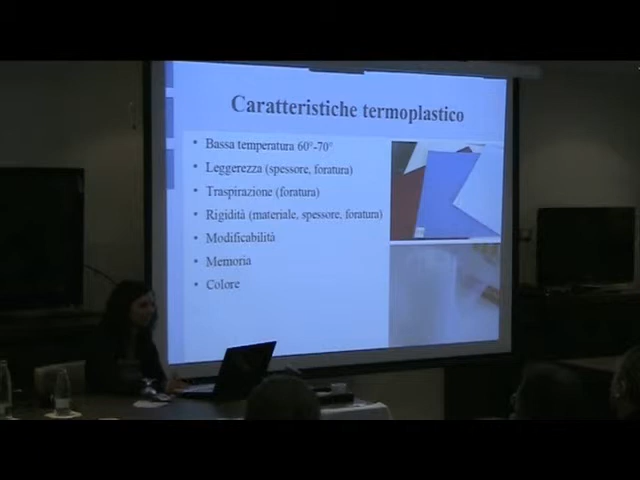 Caratteristiche termoplastico
• Bassa temperatura 60°-70°
• Leggerezza (spessore, foratura)
• Traspirazione (foratura)
• Rigidità (materiale, spessore, foratura)
• Modificabilità
• Memoria
• Colore